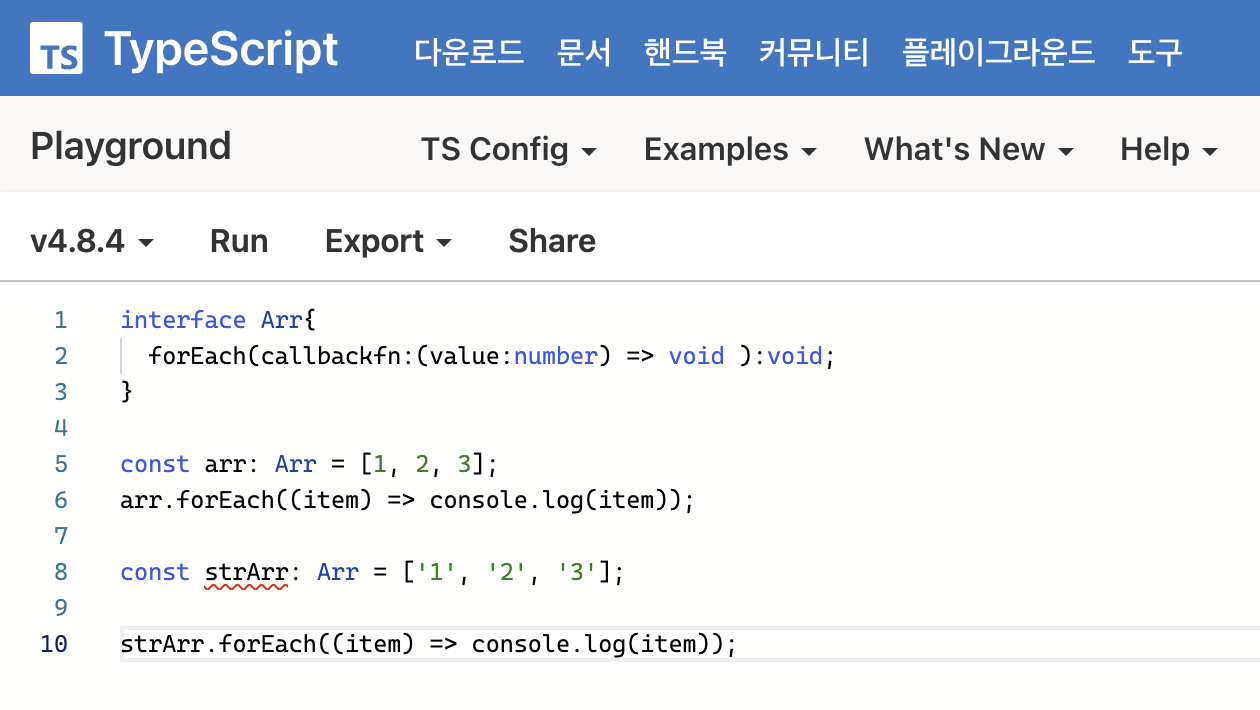 TS TypeScript 다운로드 문서 핸드북 커뮤니티 플레이그라운드 도구
Playground TS Config Examples What's New Help
v4.8.4 Run Export Share
1 interface Arr{
2 forEach(callbackfn:(value:number) => void ):void;
3 }
4
5 const arr: Arr = [1, 2, 3];
6 arr.forEach((item) => console.log(item));
7
8 const strArr: Arr = ['1', '2', '3'];
9
10 strArr.forEach((item) => console.log(item));